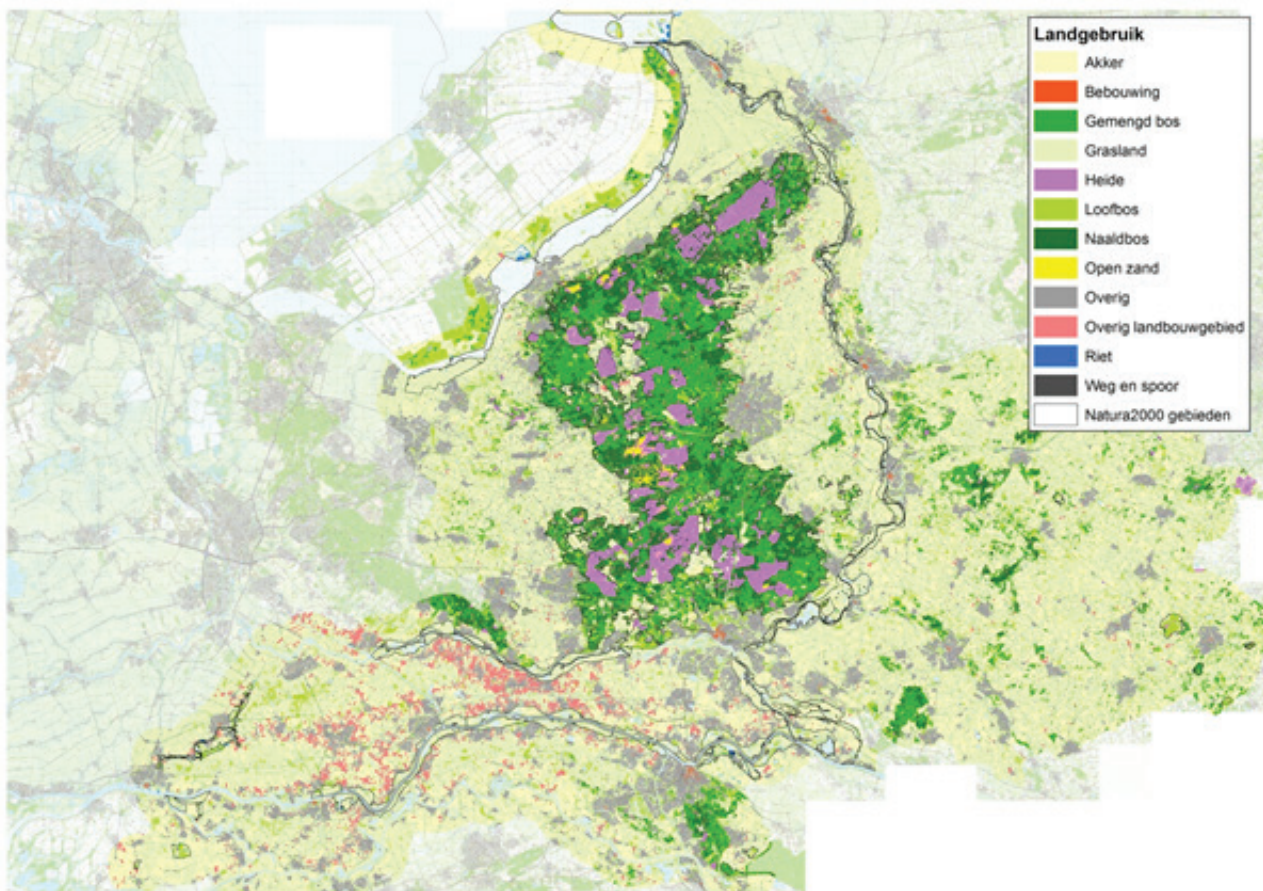 Landgebruik
Akker
Bebouwing
Gemengd bos
Grasland
Heide
Loofbos
Naaldbos
Open zand
Overig
Overig landbouwgebied
Riet
Weg en spoor
Natura2000 gebieden